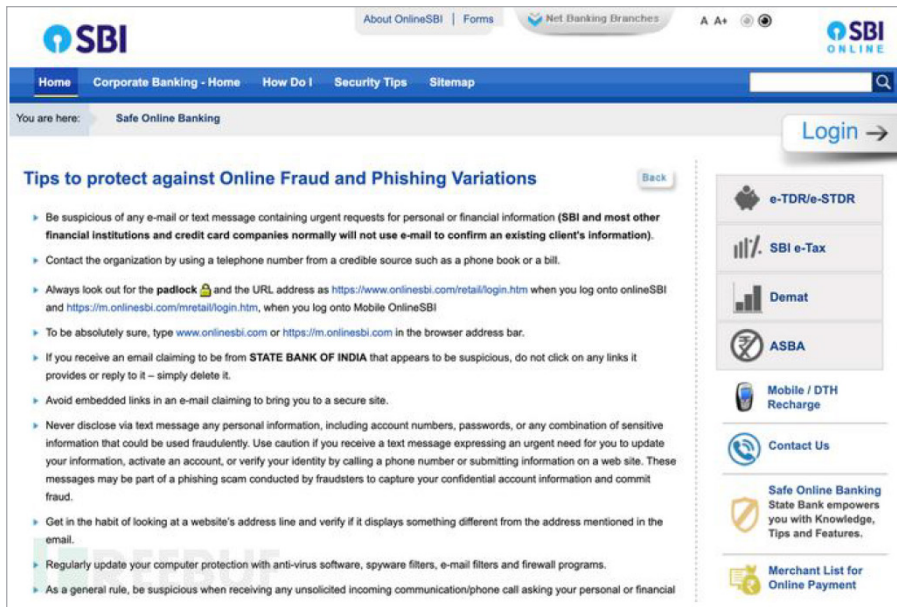 SBI
About OnlineSBI | Forms
Net Banking Branches
A A+
SBI
ONLINE
Home Corporate Banking - Home How Do I Security Tips Sitemap
You are here: Safe Online Banking
Login
Tips to protect against Online Fraud and Phishing Variations
Back
Be suspicious of any e-mail or text message containing urgent requests for personal or financial information (SBI and most other
financial institutions and credit card companies normally will not use e-mail to confirm an existing client's information).
Contact the organization by using a telephone number from a credible source such as a phone book or a bill.
Always look out for the padlock and the URL address as https://www.onlinesbi.com/retail/login.htm when you log onto onlineSBI
and https://m.onlinesbi.com/mretail/login.htm, when you log onto Mobile OnlineSBI
To be absolutely sure, type www.onlinesbi.com or https://m.onlinesbi.com in the browser address bar.
If you receive an email claiming to be from STATE BANK OF INDIA that appears to be suspicious, do not click on any links it
provides or reply to it – simply delete it.
Avoid embedded links in an e-mail claiming to bring you to a secure site.
Never disclose via text message any personal information, including account numbers, passwords, or any combination of sensitive
information that could be used fraudulently. Use caution if you receive a text message expressing an urgent need for you to update
your information, activate an account, or verify your identity by calling a phone number or submitting information on a web site. These
messages may be part of a phishing scam conducted by fraudsters to capture your confidential account information and commit
fraud.
Get in the habit of looking at a website's address line and verify if it displays something different from the address mentioned in the
email.
Regularly update your computer protection with anti-virus software, spyware filters, e-mail filters and firewall programs.
As a general rule, be suspicious when receiving any unsolicited incoming communication/phone call asking your personal or financial
e-TDR/e-STDR
SBI e-Tax
Demat
ASBA
Mobile / DTH
Recharge
Contact Us
Safe Online Banking
State Bank empowers
you with Knowledge,
Tips and Features.
Merchant List for
Online Payment